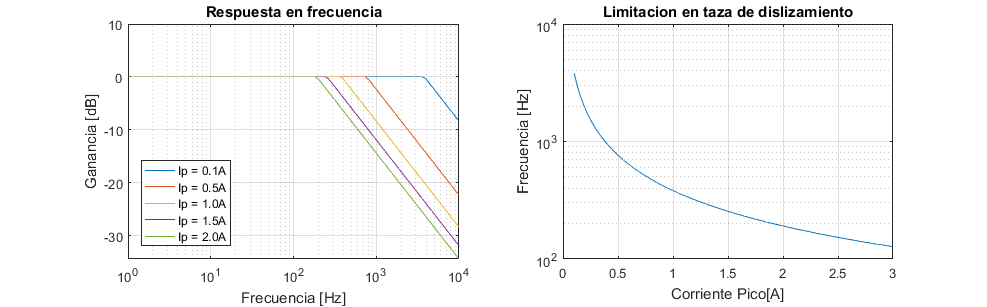 Respuesta en frecuencia
Ganancia [dB]
10
0
-10
-20
-30
Ip = 0.1A
Ip = 0.5A
Ip = 1.0A
Ip = 1.5A
Ip = 2.0A
10^0
10^1
10^2
10^3
10^4
Frecuencia [Hz]
Limitacion en taza de dislizamiento
Frecuencia [Hz]
10^4
10^3
10^2
0
0.5
1
1.5
2
2.5
3
Corriente Pico[A]